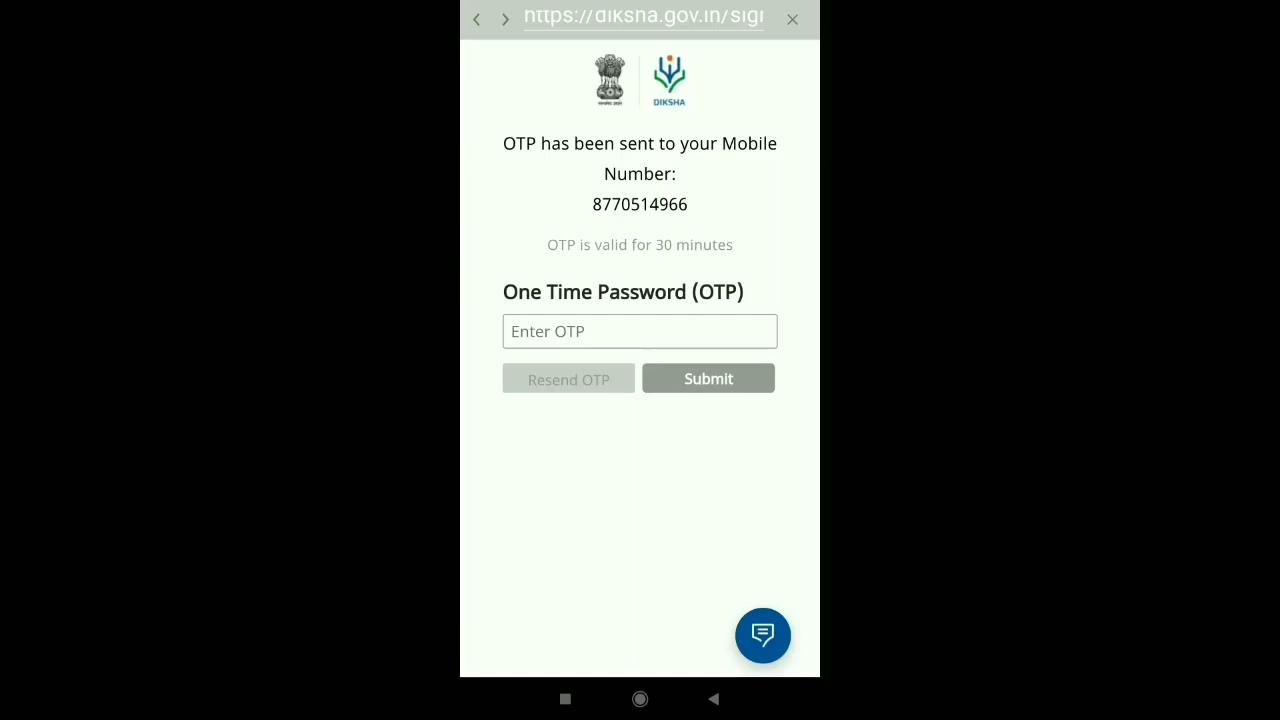 https://diksha.gov.in/sigi
DIKSHA
OTP has been sent to your Mobile
Number:
8770514966
OTP is valid for 30 minutes
One Time Password (OTP)
Enter OTP
Resend OTP
Submit